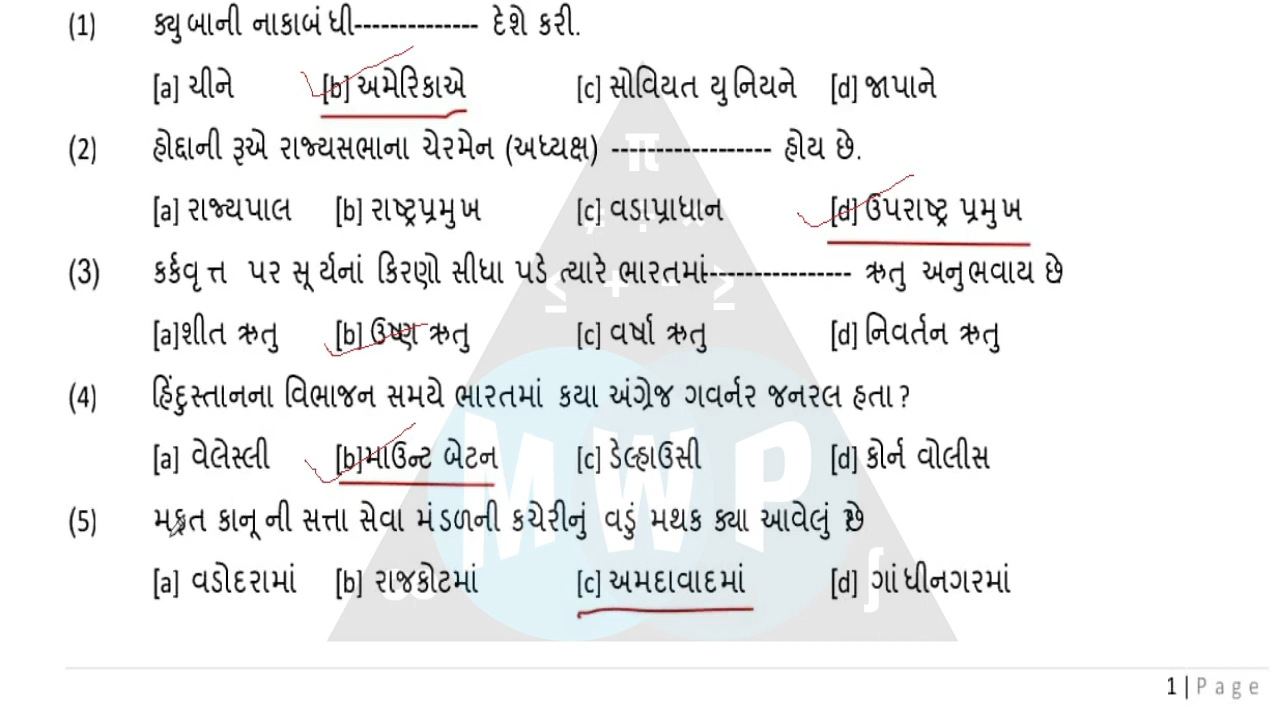 (1) ક્યુબાની નાકાબંધી-------------- દેશે કરી.
[a] ચીને [b] અમેરિકાએ [c] સોવિયત યુનિયને [d] જાપાને
(2) હોદ્દાની રૂએ રાજ્યસભાના ચેરમેન (અધ્યક્ષ) ------------------ હોય છે.
[a] રાજ્યપાલ [b] રાષ્ટ્રપ્રમુખ [c] વડાપ્રાધાન [d] ઉપરાષ્ટ્ર પ્રમુખ
(3) કર્કવૃત્ત પર સૂર્યનાં કિરણો સીધા પડે ત્યારે ભારતમાં---------------- ઋતુ અનુભવાય છે
[a]શીત ઋતુ [b] ઉષ્ણ ઋતુ [c] વર્ષા ઋતુ [d] નિવર્તન ઋતુ
(4) હિંદુસ્તાનના વિભાજન સમયે ભારતમાં કયા અંગ્રેજ ગવર્નર જનરલ હતા?
[a] વેલેસ્લી [b]માઉન્ટ બેટન [c] ડેલ્હાઉસી [d] કોર્ન વોલીસ
(5) મફત કાનૂની સત્તા સેવા મંડળની કચેરીનું વડું મથક ક્યા આવેલું છે
[a] વડોદરામાં [b] રાજકોટમાં [c] અમદાવાદમાં [d] ગાંધીનગરમાં
MWP
1 | Page